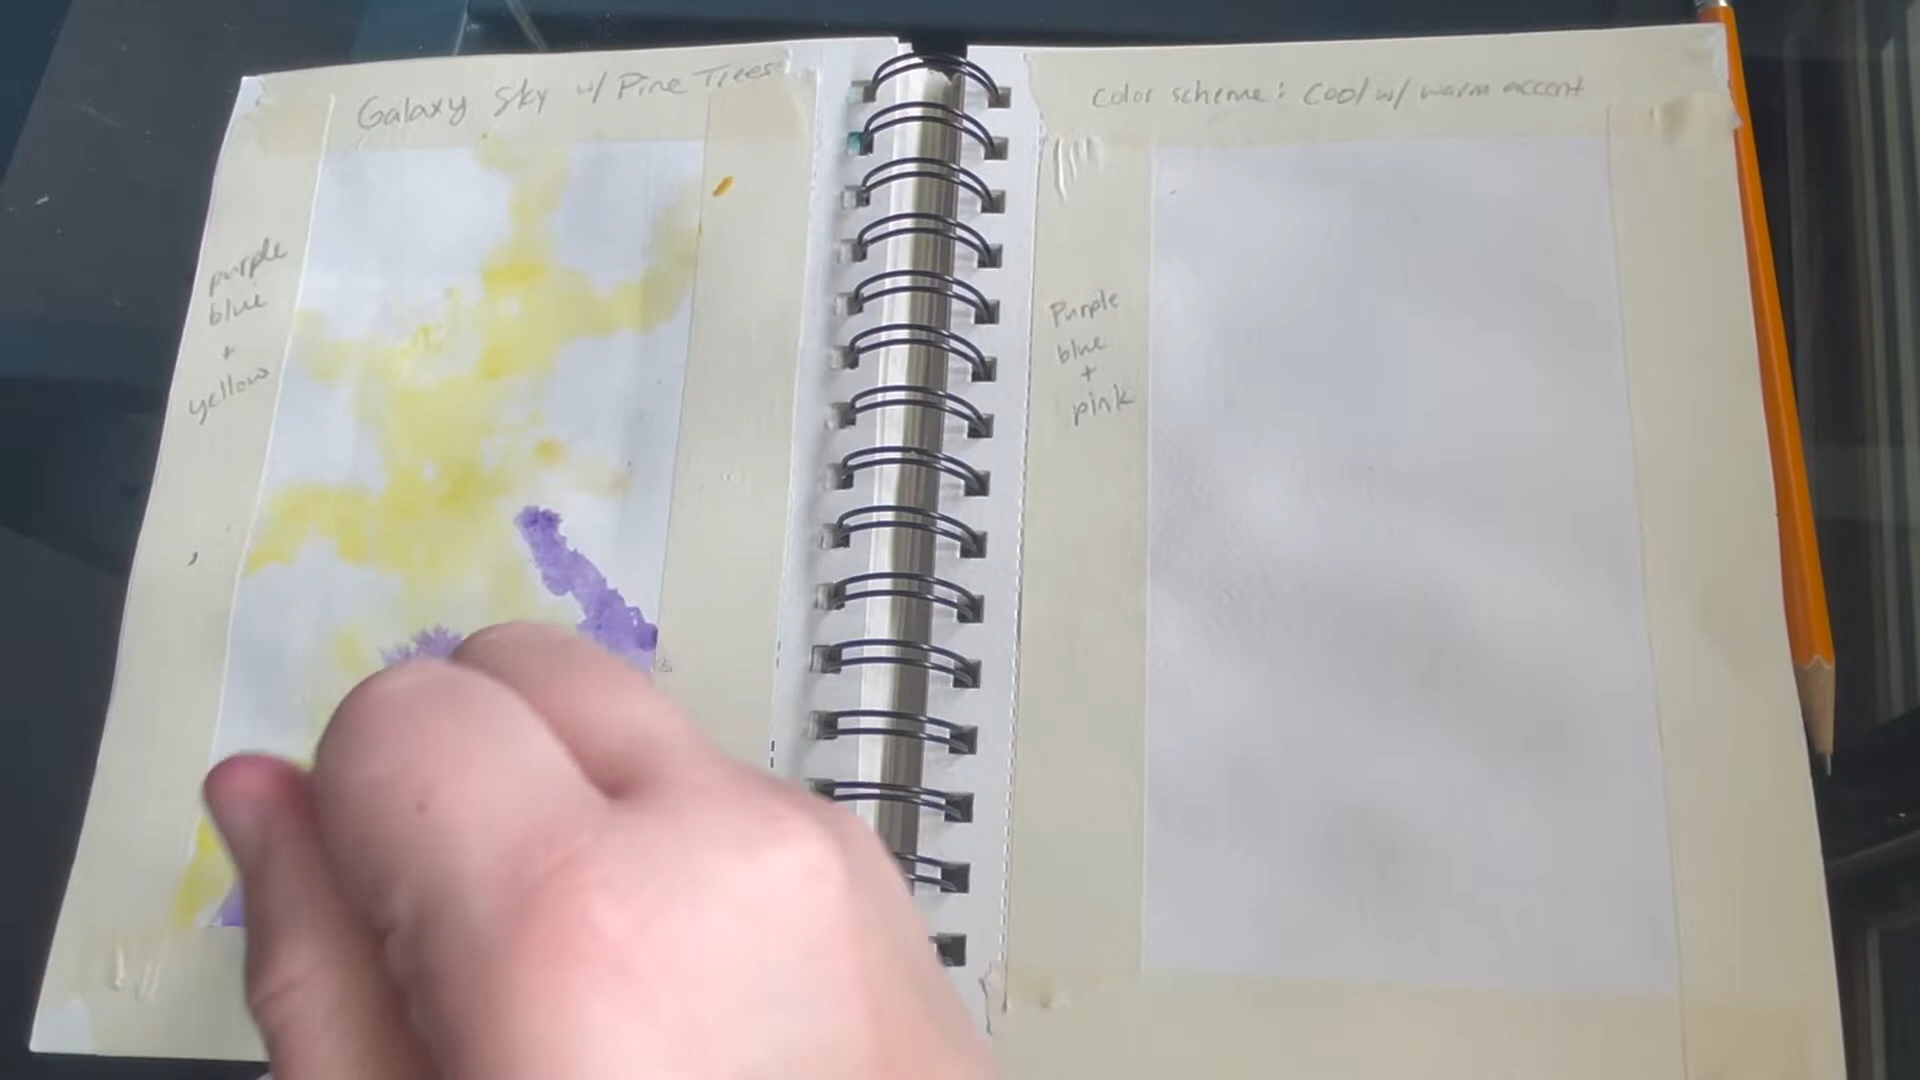 Galaxy Sky w/ Pine Trees
purple
blue
+
yellow
Color scheme: Cool w/ warm accent
Purple
blue
+
pink